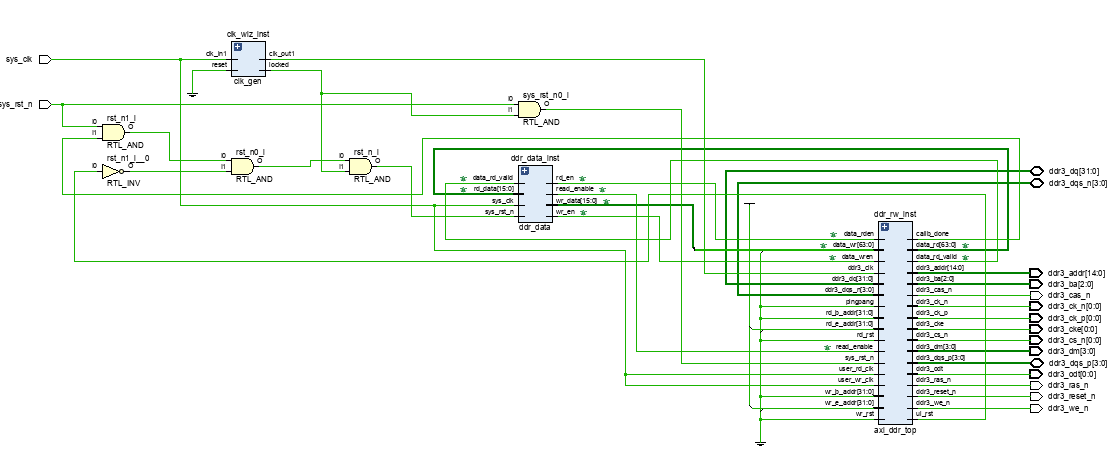 clk_wiz_inst
clk_in1
clk_out1
reset
locked
clk_gen
sys_clk
sys_rst_n
rst_n1_i
I0
I1
O
RTL_AND
rst_n1_i__0
I0
O
RTL_INV
rst_n0_i
I0
I1
O
RTL_AND
rst_n_i
I0
I1
O
RTL_AND
sys_rst_n0_i
I0
I1
O
RTL_AND
ddr_data_inst
data_rd_valid
rd_en
rd_data[15:0]
read_enable
sys_clk
wr_data[15:0]
sys_rst_n
wr_en
ddr_data
ddr_rw_inst
data_rden
calib_done
data_wr[63:0]
data_rd[63:0]
data_wren
data_rd_valid
ddr3_clk
ddr3_addr[14:0]
ddr3_dq[31:0]
ddr3_ba[2:0]
ddr3_dqs_n[3:0]
ddr3_cas_n
pingpang
ddr3_ck_n
rd_b_addr[31:0]
ddr3_ck_p
rd_e_addr[31:0]
ddr3_cke
rd_rst
ddr3_cs_n
read_enable
ddr3_dm[3:0]
sys_rst_n
ddr3_dqs_p[3:0]
user_rd_clk
ddr3_odt
user_wr_clk
ddr3_ras_n
wr_b_addr[31:0]
ddr3_reset_n
wr_e_addr[31:0]
ddr3_we_n
wr_rst
ui_rst
axi_ddr_top
ddr3_dq[31:0]
ddr3_dqs_n[3:0]
ddr3_addr[14:0]
ddr3_ba[2:0]
ddr3_cas_n
ddr3_ck_n[0:0]
ddr3_ck_p[0:0]
ddr3_cke[0:0]
ddr3_cs_n[0:0]
ddr3_dm[3:0]
ddr3_dqs_p[3:0]
ddr3_odt[0:0]
ddr3_ras_n
ddr3_reset_n
ddr3_we_n